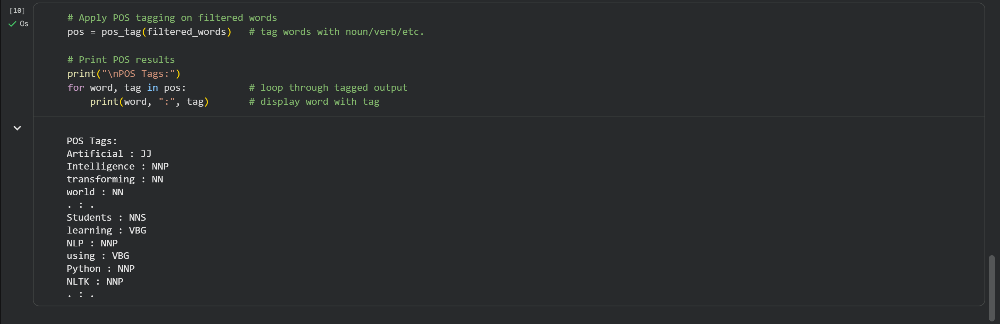 [10]
0s
# Apply POS tagging on filtered words
pos = pos_tag(filtered_words)   # tag words with noun/verb/etc.
# Print POS results
print("\nPOS Tags:")
for word, tag in pos:           # loop through tagged output
    print(word, ":", tag)       # display word with tag
POS Tags:
Artificial : JJ
Intelligence : NNP
transforming : NN
world : NN
. : .
Students : NNS
learning : VBG
NLP : NNP
using : VBG
Python : NNP
NLTK : NNP
. : .